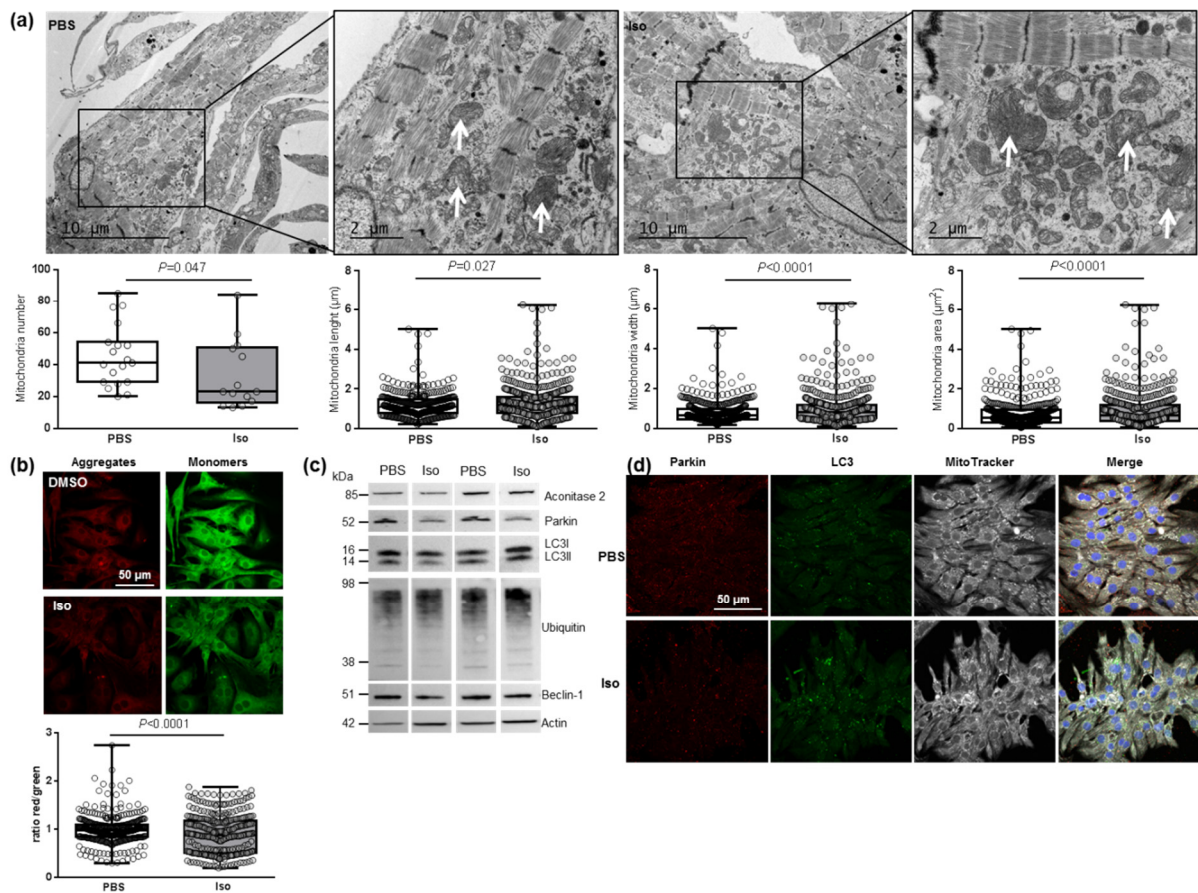 (a)
PBS
10 µm
2 µm
Iso
10 µm
2 µm
P=0.047
Mitochondria number
100
80
60
40
20
0
PBS
Iso
P=0.027
Mitochondria lenght (µm)
8
6
4
2
0
PBS
Iso
P<0.0001
Mitochondria width (µm)
8
6
4
2
0
PBS
Iso
P<0.0001
Mitochondria area (µm²)
8
6
4
2
0
PBS
Iso
(b)
Aggregates
Monomers
DMSO
50 µm
Iso
P<0.0001
ratio red/green
3
2
1
0
PBS
Iso
(c)
PBS Iso PBS Iso
kDa
85
Aconitase 2
52
Parkin
16
LC3I
14
LC3II
98
Ubiquitin
38
51
Beclin-1
42
Actin
(d)
Parkin LC3 MitoTracker Merge
PBS
50 µm
Iso